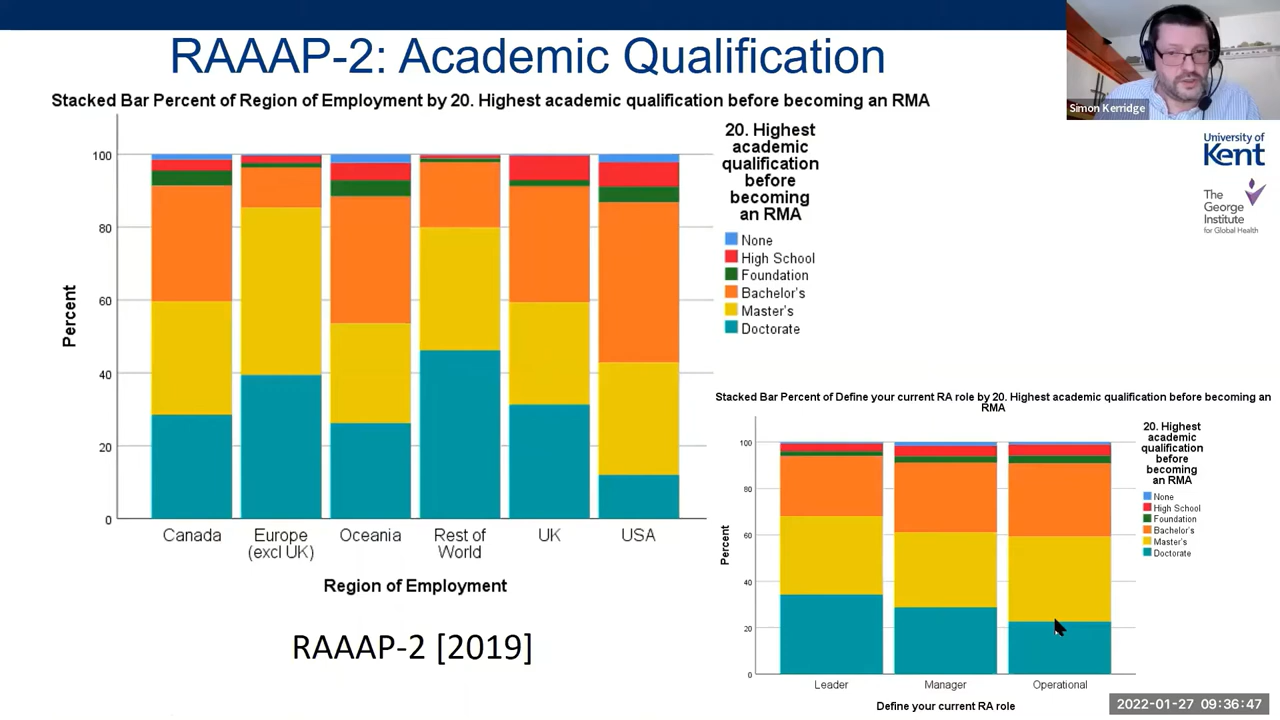 RAAAP-2: Academic Qualification
Simon Kerridge
University of
Kent
The
George
Institute
for Global Health
Stacked Bar Percent of Region of Employment by 20. Highest academic qualification before becoming an RMA
Percent
100
80
60
40
20
0
Canada
Europe
(excl UK)
Oceania
Rest of
World
UK
USA
Region of Employment
20. Highest
academic
qualification
before
becoming
an RMA
None
High School
Foundation
Bachelor's
Master's
Doctorate
RAAAP-2 [2019]
Stacked Bar Percent of Define your current RA role by 20. Highest academic qualification before becoming an
RMA
Percent
100
80
60
40
20
0
Leader
Manager
Operational
Define your current RA role
20. Highest
academic
qualification
before
becoming
an RMA
None
High School
Foundation
Bachelor's
Master's
Doctorate
2022-01-27 09:36:47